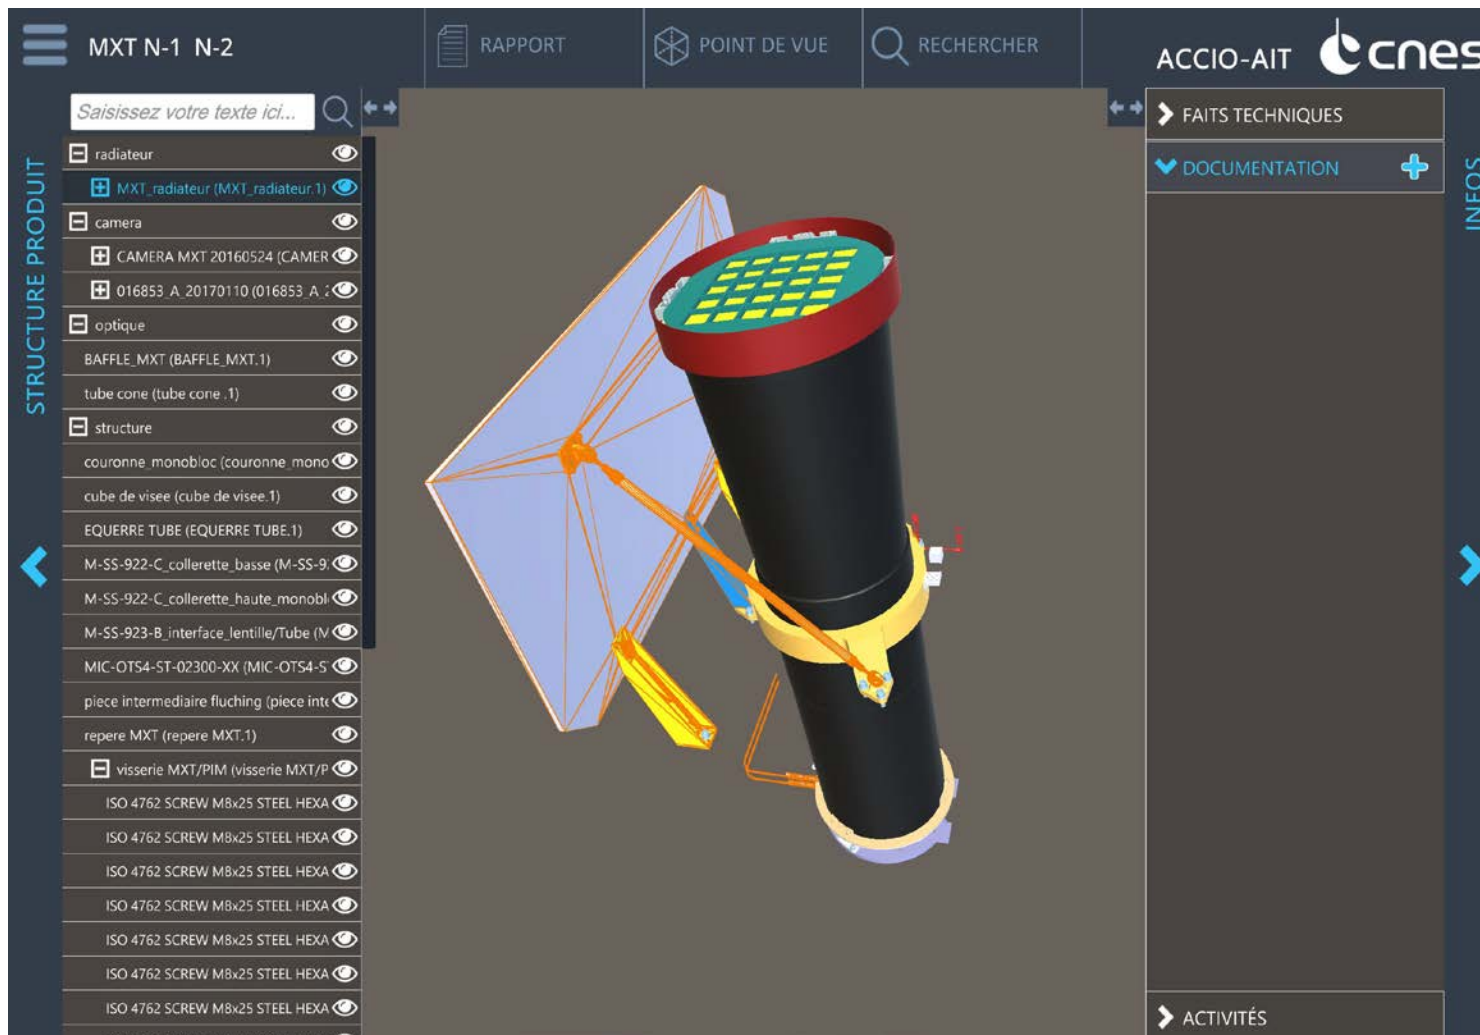 MXT N-1 N-2
RAPPORT
POINT DE VUE
RECHERCHER
ACCIO-AIT
cnes
STRUCTURE PRODUIT
Saisissez votre texte ici...
radiateur
MXT_radiateur (MXT_radiateur.1)
camera
CAMERA MXT 20160524 (CAMER
016853_A_20170110 (016853_A_2
optique
BAFFLE_MXT (BAFFLE_MXT.1)
tube cone (tube cone .1)
structure
couronne_monobloc (couronne_mono
cube de visee (cube de visee.1)
EQUERRE TUBE (EQUERRE TUBE.1)
M-SS-922-C_collerette_basse (M-SS-9
M-SS-922-C_collerette_haute_monobl
M-SS-923-B_interface_lentille/Tube (M
MIC-OTS4-ST-02300-XX (MIC-OTS4-S
piece intermediaire fluching (piece inte
repere MXT (repere MXT.1)
visserie MXT/PIM (visserie MXT/P
ISO 4762 SCREW M8x25 STEEL HEXA
ISO 4762 SCREW M8x25 STEEL HEXA
ISO 4762 SCREW M8x25 STEEL HEXA
ISO 4762 SCREW M8x25 STEEL HEXA
ISO 4762 SCREW M8x25 STEEL HEXA
ISO 4762 SCREW M8x25 STEEL HEXA
ISO 4762 SCREW M8x25 STEEL HEXA
FAITS TECHNIQUES
DOCUMENTATION
ACTIVITÉS
INFOS